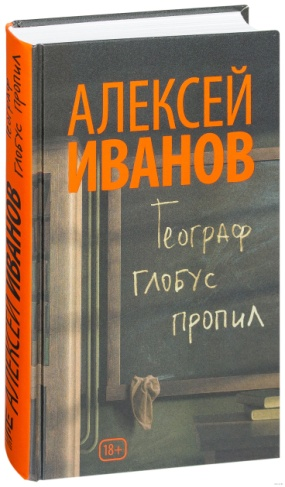 АЛЕКСЕЙ
ИВАНОВ
Географ
глобус
пропил
18+
АЛЕКСЕЙ ИВАНОВ
Географ
глобус пропил